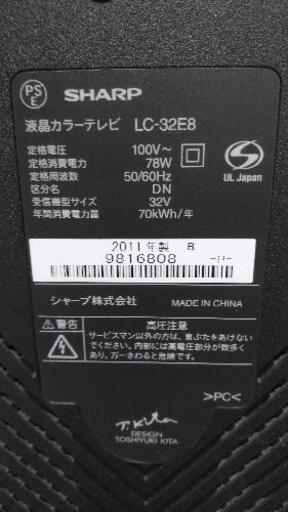 PS
E
SHARP
液晶カラーテレビ LC-32E8
定格電圧 100V～
定格消費電力 78W
定格周波数 50/60Hz
区分名 DN
受信機型サイズ 32V
年間消費電力量 70kWh/年
UL Japan
2011年製 B
9816808
シャープ株式会社 MADE IN CHINA
警告 高圧注意
サービスマン以外の方は、後ぶたをあけないで
ください。内部には高電圧部分が数多く
あり、万一さわると危険です。
>PC<
T. Kita
DESIGN
TOSHIYUKI KITA